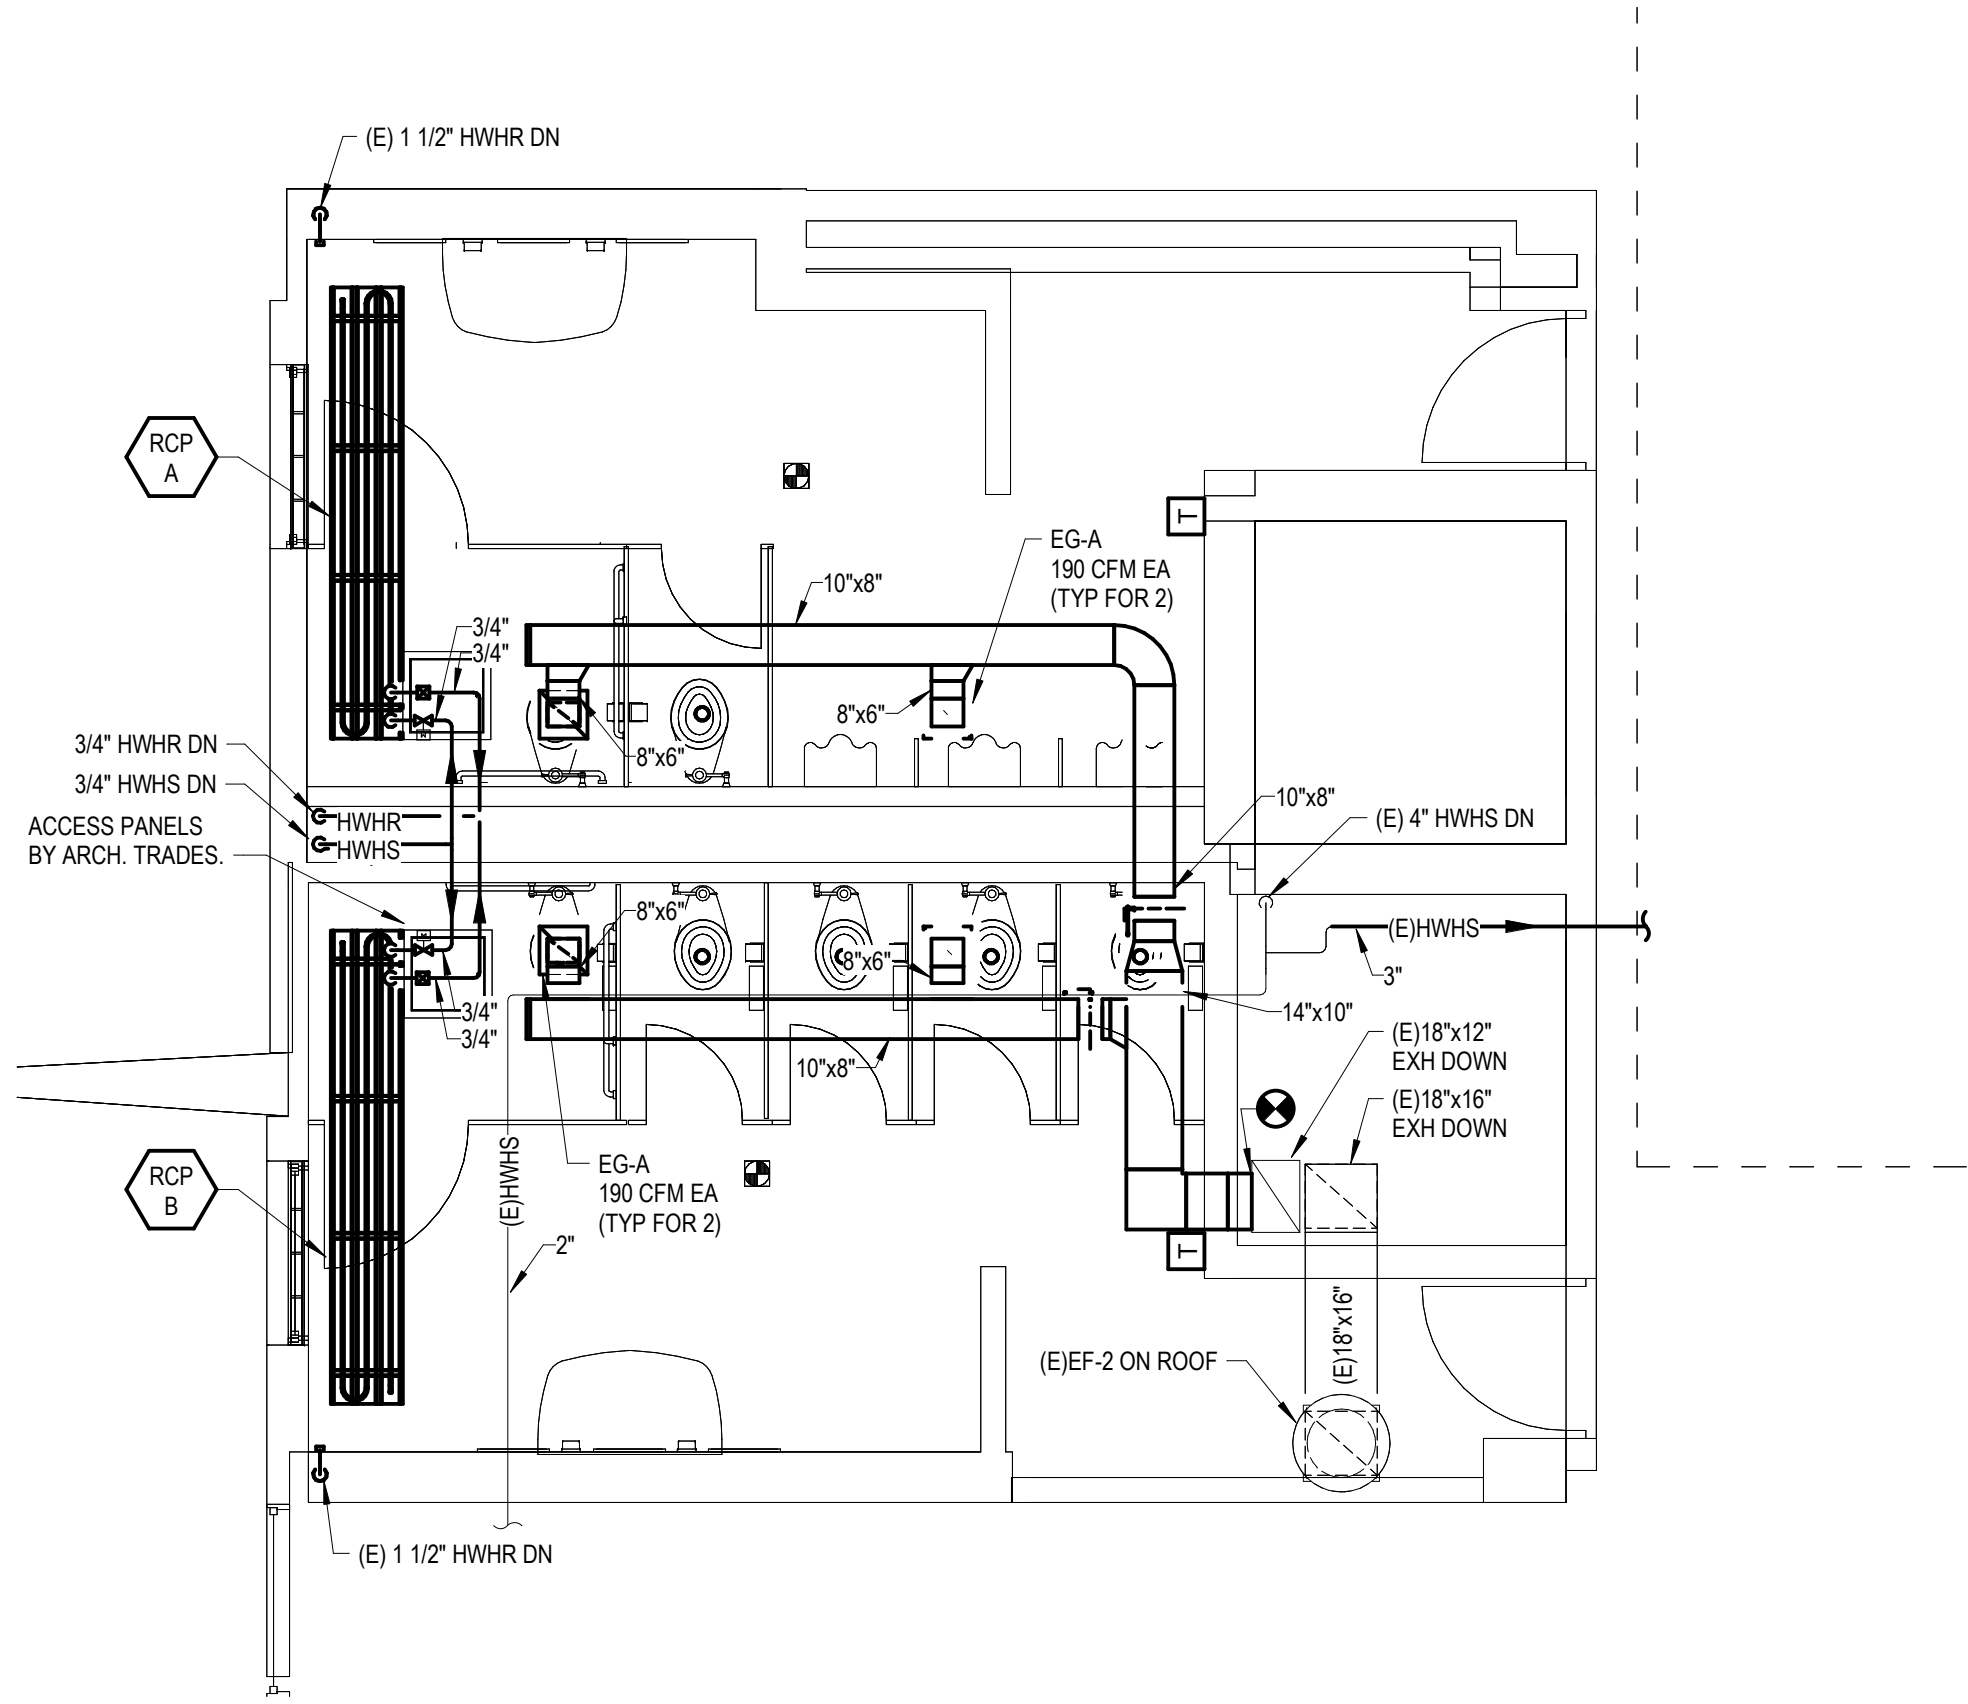 (E) 1 1/2" HWHR DN
RCP
A
T
EG-A
190 CFM EA
(TYP FOR 2)
10"x8"
3/4"
3/4"
8"x6"
8"x6"
M
3/4" HWHR DN
3/4" HWHS DN
ACCESS PANELS
BY ARCH. TRADES.
HWHR
HWHS
10"x8"
(E) 4" HWHS DN
8"x6"
8"x6"
M
(E)HWHS
3"
3/4"
3/4"
14"x10"
10"x8"
(E)18"x12"
EXH DOWN
(E)18"x16"
EXH DOWN
RCP
B
(E)HWHS
EG-A
190 CFM EA
(TYP FOR 2)
2"
T
(E)18"x16"
(E)EF-2 ON ROOF
(E) 1 1/2" HWHR DN